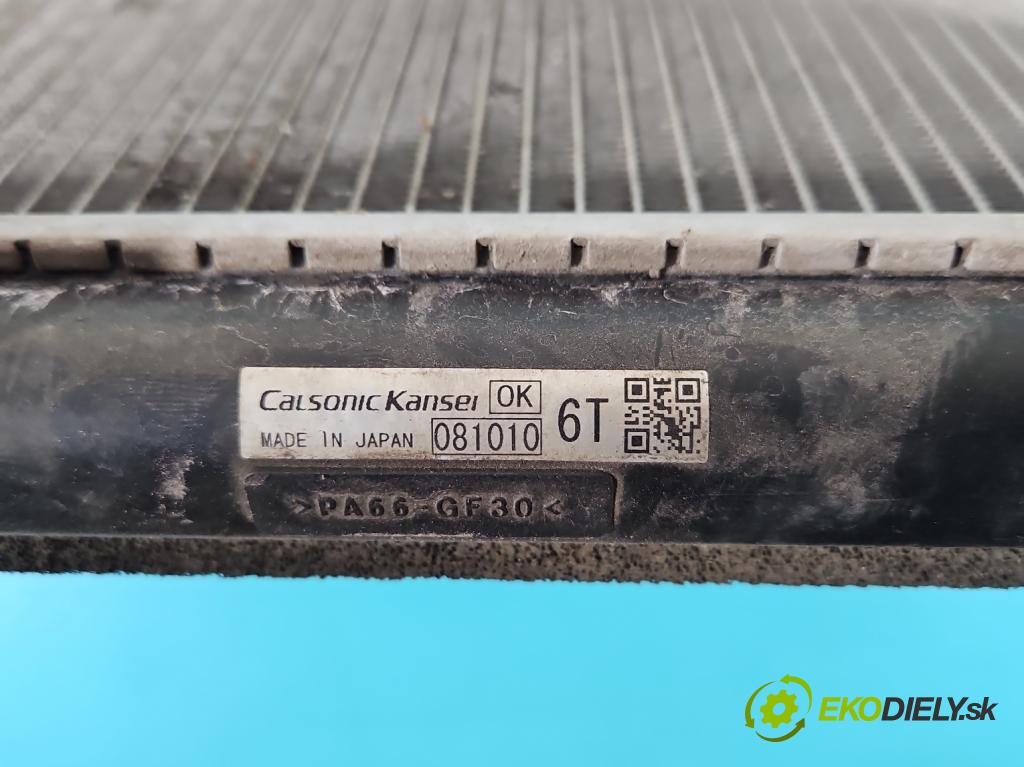 CALSONIC KANSEI OK
MADE IN JAPAN 081010 6T
>PA66-GF30<
EKODIELY.sk